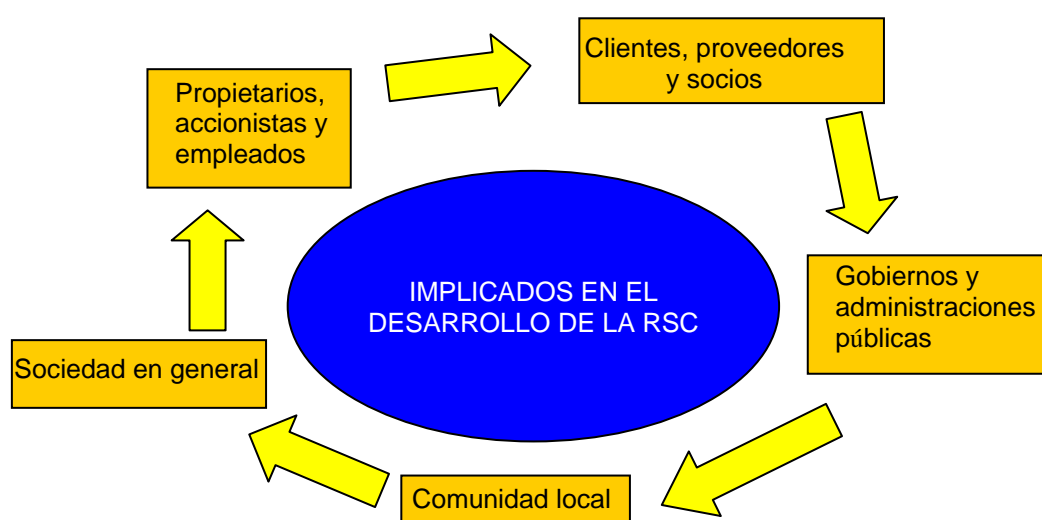 Clientes, proveedores
y socios
Propietarios,
accionistas y
empleados
IMPLICADOS EN EL
DESARROLLO DE LA RSC
Gobiernos y
administraciones
públicas
Sociedad en general
Comunidad local